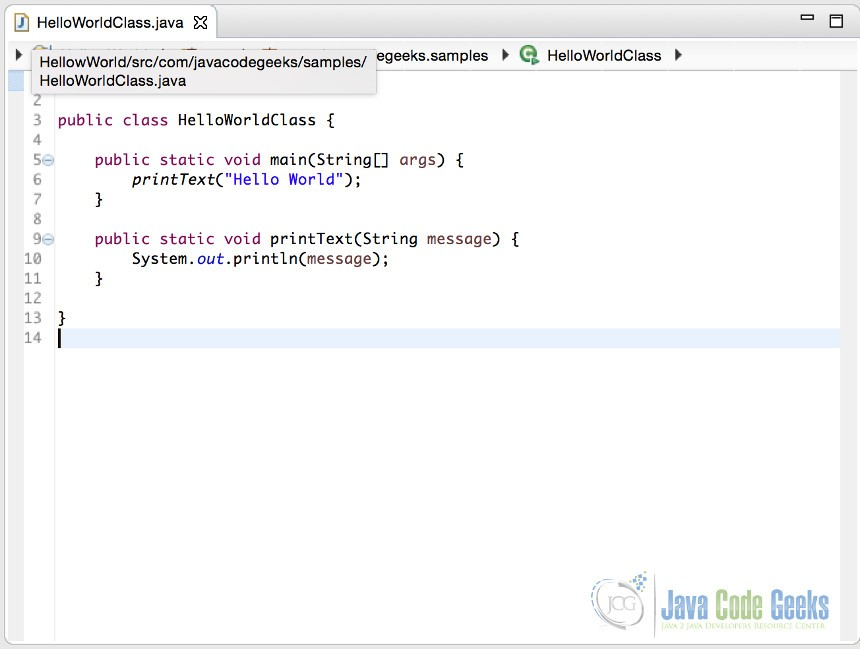 HelloWorldClass.java
egeeks.samples HelloWorldClass
HellowWorld/src/com/javacodegeeks/samples/
HelloWorldClass.java
2
3 public class HelloWorldClass {
4
5 public static void main(String[] args) {
6 printText("Hello World");
7 }
8
9 public static void printText(String message) {
10 System.out.println(message);
11 }
12
13 }
14
JCG
Java Code Geeks
JAVA 2 JAVA DEVELOPERS RESOURCE CENTER